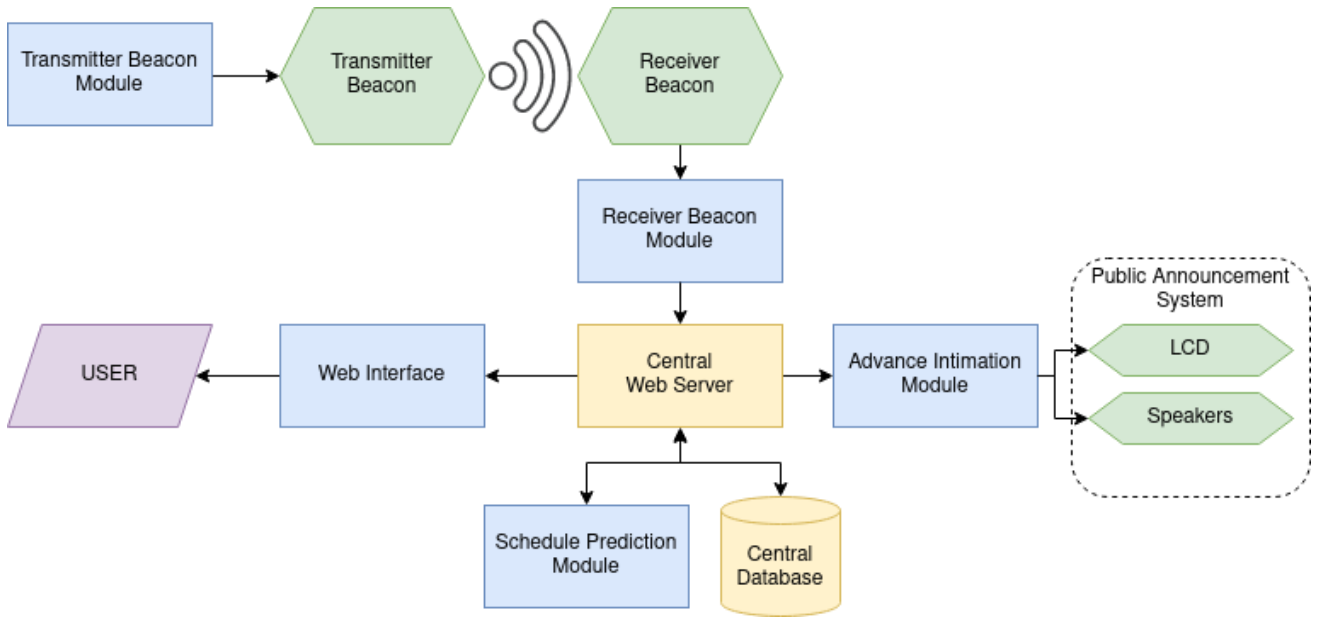 Transmitter Beacon
Module
Transmitter
Beacon
Receiver
Beacon
Receiver Beacon
Module
Public Announcement
System
LCD
Speakers
USER
Web Interface
Central
Web Server
Advance Intimation
Module
Schedule Prediction
Module
Central
Database